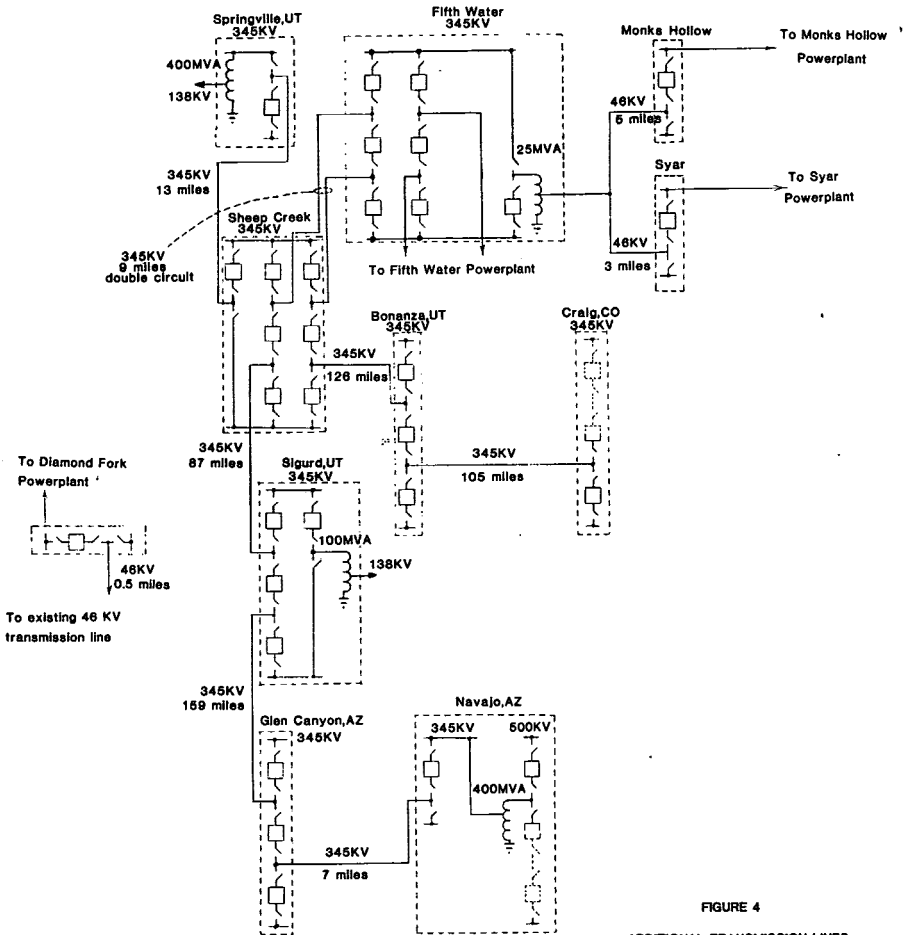 Springville,UT
345KV
400MVA
138KV
Fifth Water
345KV
25MVA
To Fifth Water Powerplant
Monks Hollow
To Monks Hollow
Powerplant
46KV
5 miles
Syar
To Syar
Powerplant
46KV
3 miles
345KV
13 miles
345KV
9 miles
double circuit
Sheep Creek
345KV
Bonanza,UT
345KV
345KV
126 miles
Craig,CO
345KV
345KV
105 miles
345KV
87 miles
Sigurd,UT
345KV
100MVA
138KV
To Diamond Fork
Powerplant
46KV
0.5 miles
To existing 46 KV
transmission line
345KV
159 miles
Glen Canyon,AZ
345KV
345KV
7 miles
Navajo,AZ
345KV
500KV
400MVA
FIGURE 4
ADDITIONAL TRANSMISSION LINES